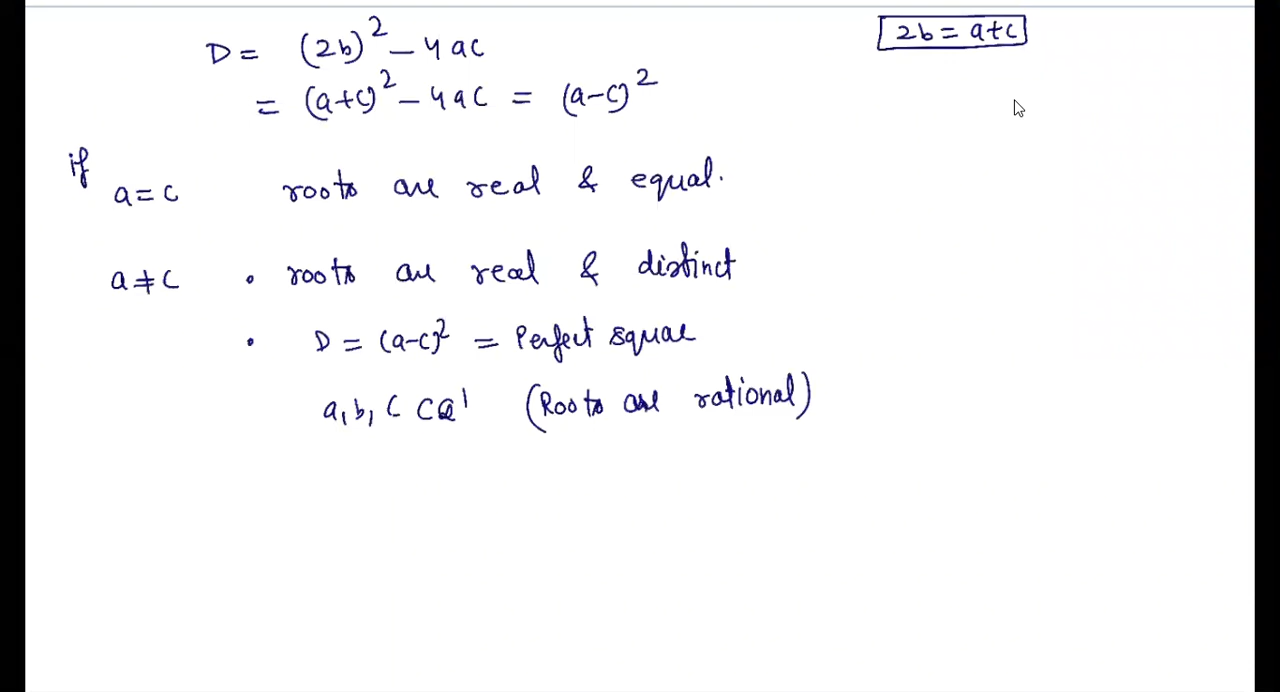 D = (2b)² - 4ac
2b = a+c
= (a+c)² - 4ac = (a-c)²
if
a = c roots are real & equal.
a ≠ c • roots are real & distinct
• D = (a-c)² = Perfect square
a, b, c (Roots are rational)